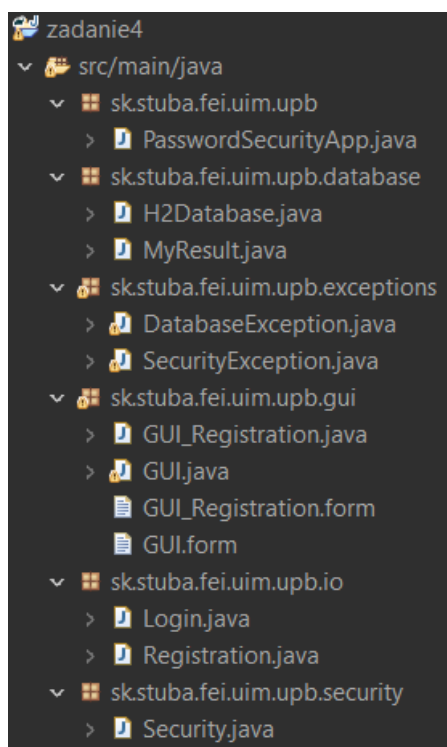 zadanie4
src/main/java
sk.stuba.fei.uim.upb
PasswordSecurityApp.java
sk.stuba.fei.uim.upb.database
H2Database.java
MyResult.java
sk.stuba.fei.uim.upb.exceptions
DatabaseException.java
SecurityException.java
sk.stuba.fei.uim.upb.gui
GUI_Registration.java
GUI.java
GUI_Registration.form
GUI.form
sk.stuba.fei.uim.upb.io
Login.java
Registration.java
sk.stuba.fei.uim.upb.security
Security.java